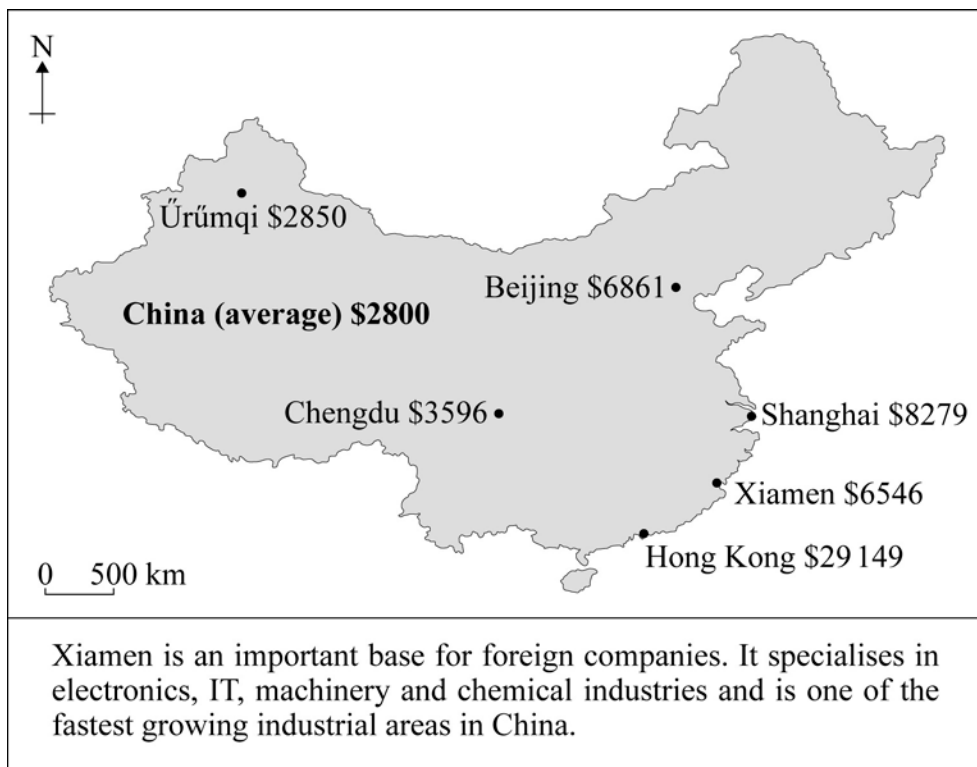 N
Űrűmqi $2850
Beijing $6861
China (average) $2800
Chengdu $3596
Shanghai $8279
Xiamen $6546
Hong Kong $29 149
0 500 km
Xiamen is an important base for foreign companies. It specialises in
electronics, IT, machinery and chemical industries and is one of the
fastest growing industrial areas in China.